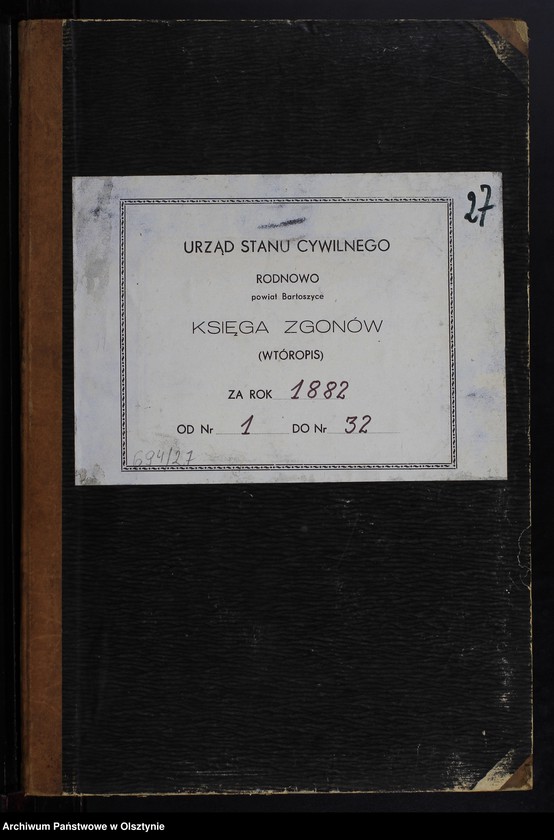 27
URZĄD STANU CYWILNEGO
RODNOWO
powiat Bartoszyce
KSIĘGA ZGONÓW
(WTÓROPIS)
ZA ROK 1882
OD Nr 1 DO Nr 32
694/27
Archiwum Państwowe w Olsztynie